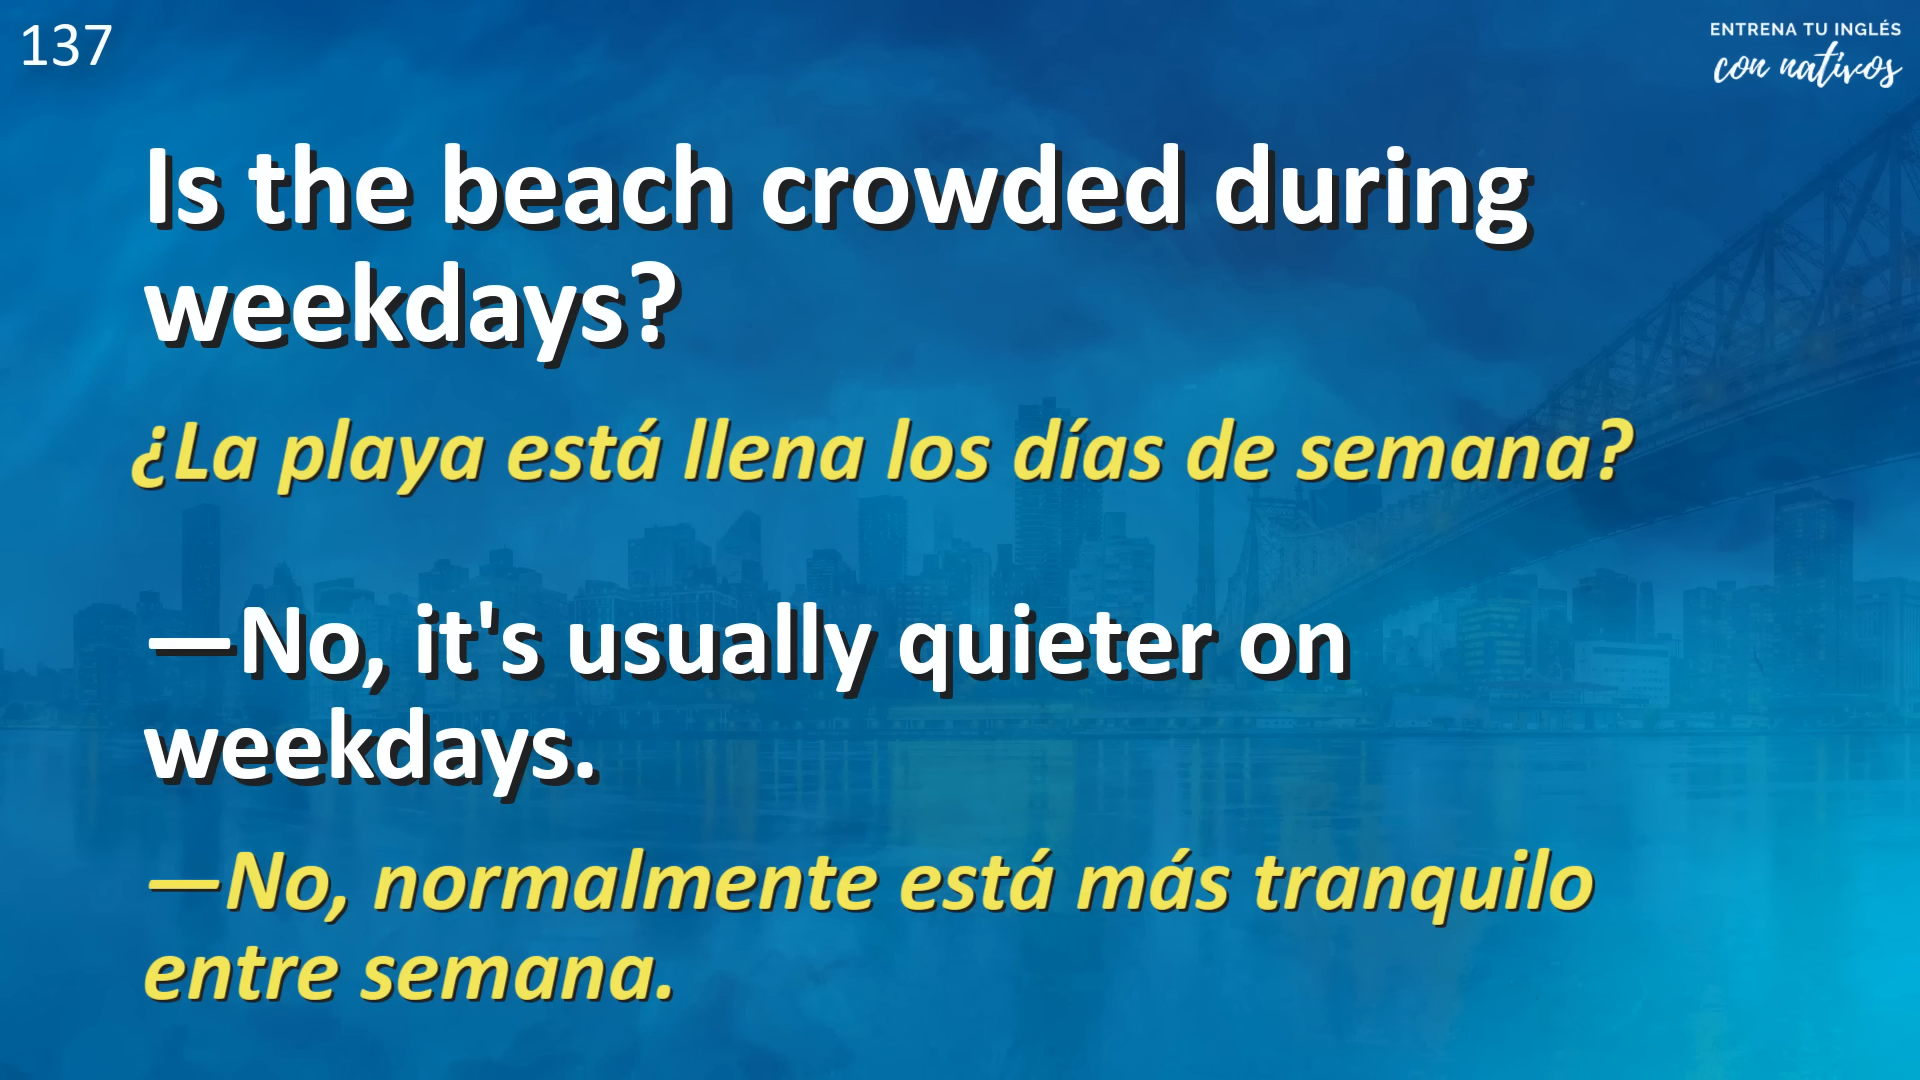 137
ENTRENA TU INGLÉS
con nativos
Is the beach crowded during
weekdays?
¿La playa está llena los días de semana?
—No, it's usually quieter on
weekdays.
—No, normalmente está más tranquilo
entre semana.